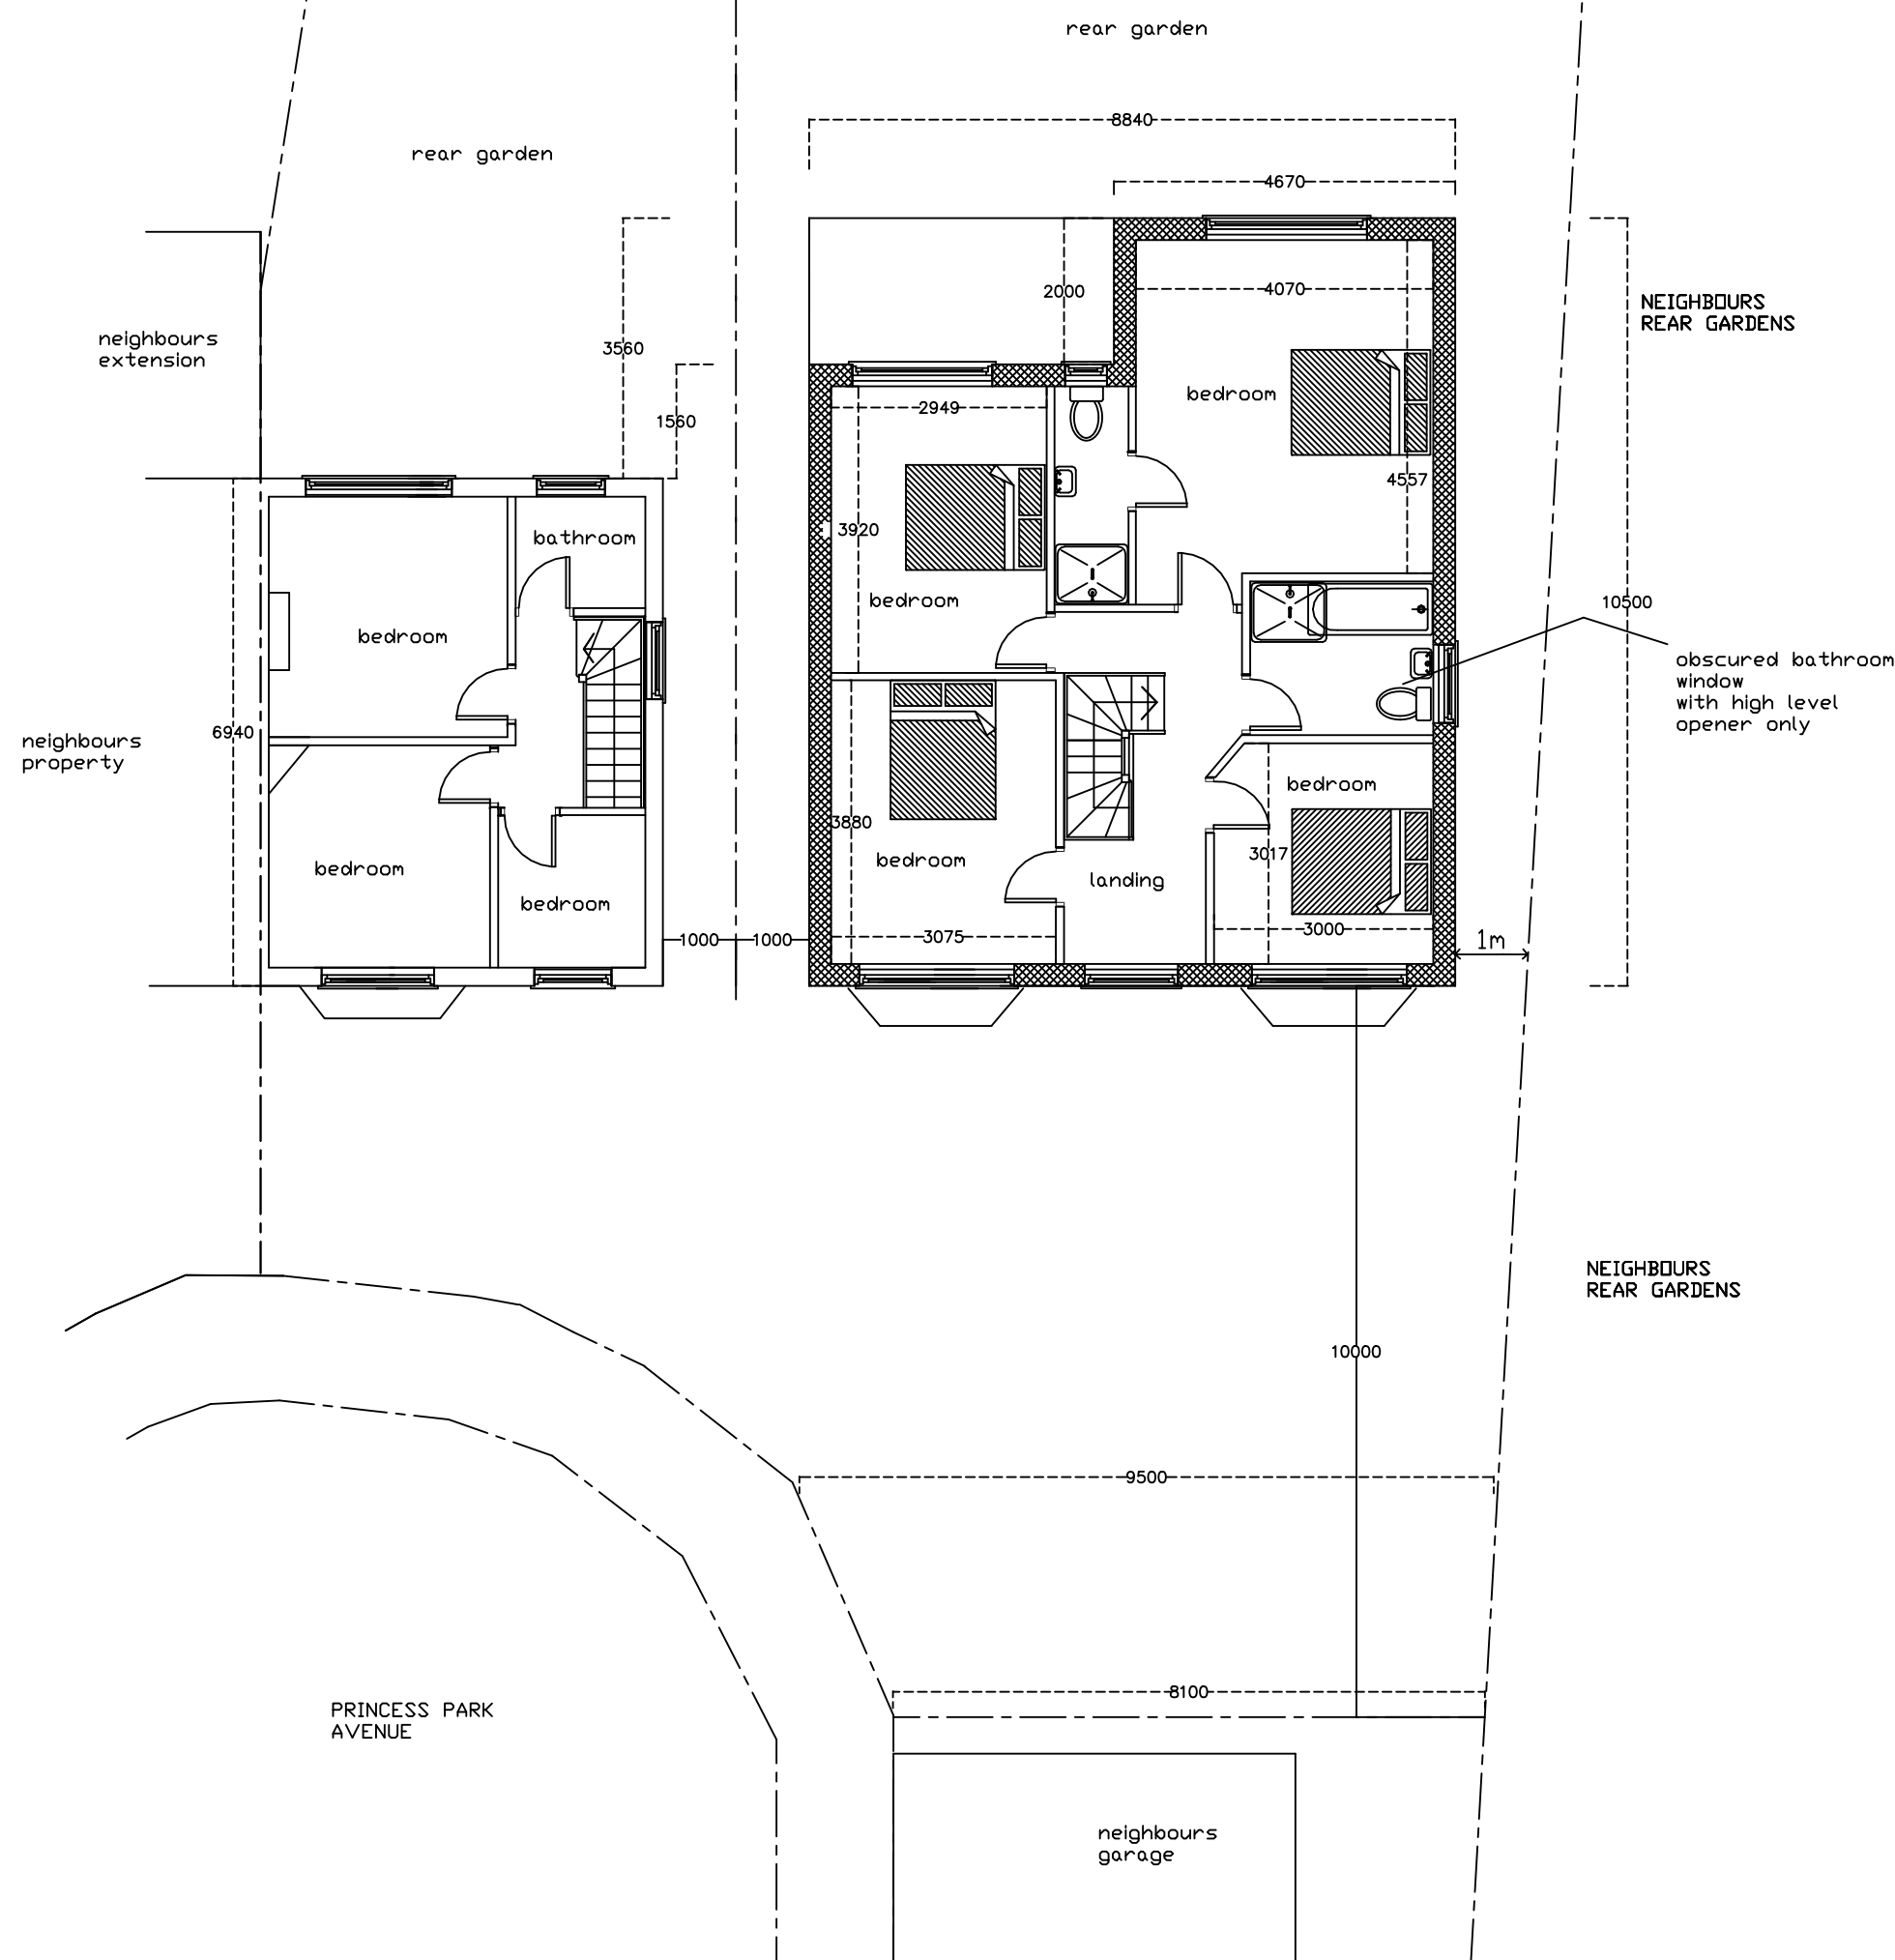 rear garden
8840
rear garden
4670
2000
4070
NEIGHBOURS
REAR GARDENS
neighbours
extension
3560
bedroom
2949
1560
4557
3920
bathroom
bedroom
10500
bedroom
obscured bathroom
window
with high level
opener only
6940
neighbours
property
bedroom
3880
3017
bedroom
bedroom
landing
bedroom
3075
3000
1000
1000
1m
NEIGHBOURS
REAR GARDENS
10000
9500
8100
PRINCESS PARK
AVENUE
neighbours
garage